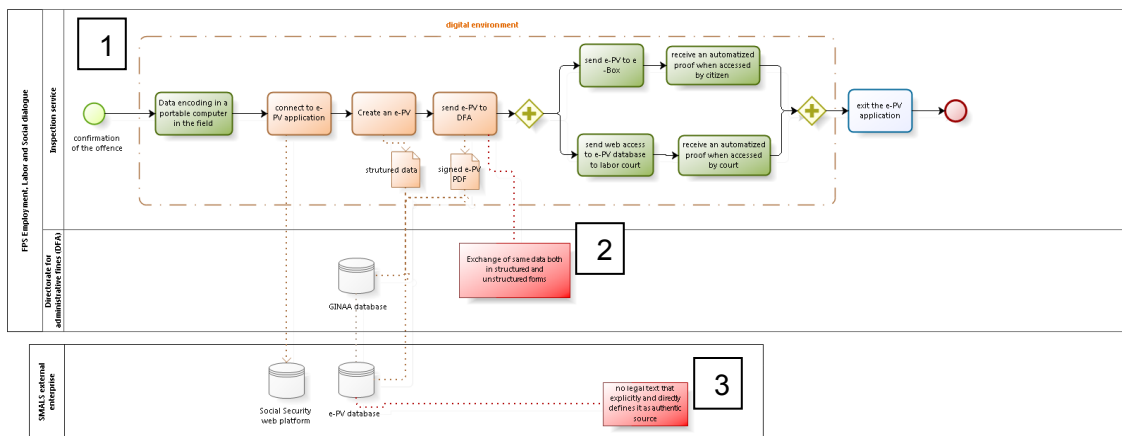 digital environment
1
FPS Employment, Labor and Social dialogue
Inspection service
confirmation
of the offence
Data encoding in a
portable computer
in the field
connect to e-
PV application
Create an e-PV
send e-PV to
DFA
send e-PV to e
-Box
receive an automatized
proof when accessed
by citizen
send web access
to e-PV database
to labor court
receive an automatized
proof when accessed
by court
exit the e-PV
application
strutured data
signed e-PV
PDF
Directorate for
administrative fines (DFA)
2
Exchange of same data both
in structured and
unstructured forms
GINAA database
SMALS external
enterprise
Social Security
web platform
e-PV database
3
no legal text that
explicitly and directly
defines it as authentic
source